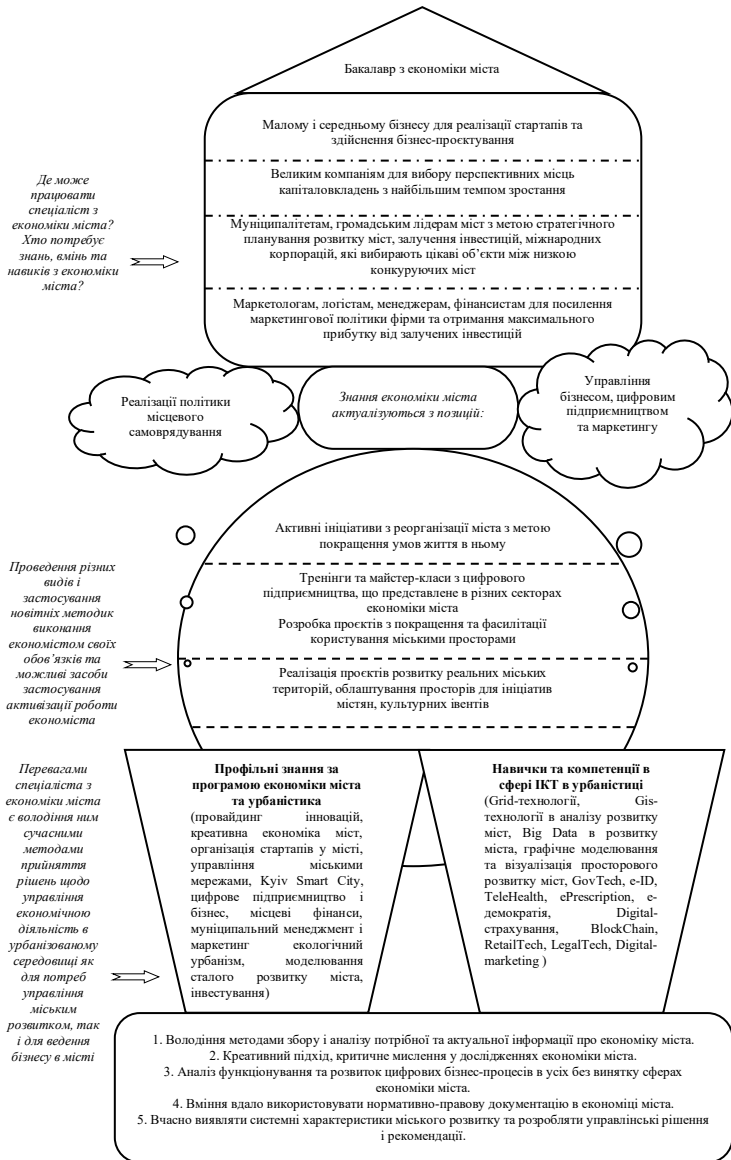 Бакалавр з економіки міста
Малому і середньому бізнесу для реалізації стартапів та
здійснення бізнес-проєктування
Великим компаніям для вибору перспективних місць
капіталовкладень з найбільшим темпом зростання
Де може
працювати
спеціаліст з
економіки міста?
Хто потребує
знань, вмінь та
навиків з економіки
міста?
Муніципалітетам, громадським лідерам міст з метою стратегічного
планування розвитку міст, залучення інвестицій, міжнародних
корпорацій, які вибирають цікаві об’єкти між низкою
конкуруючих міст
Маркетологам, логістам, менеджерам, фінансистам для посилення
маркетингової політики фірми та отримання максимального
прибутку від залучених інвестицій
Реалізації політики
місцевого
самоврядування
Знання економіки міста
актуалізуються з позицій:
Управління
бізнесом, цифровим
підприємництвом
та маркетингу
Активні ініціативи з реорганізації міста з метою
покращення умов життя в ньому
Тренінги та майстер-класи з цифрового
підприємництва, що представлене в різних секторах
економіки міста
Розробка проєктів з покращення та фасилітації
користування міськими просторами
Реалізація проєктів розвитку реальних міських
територій, облаштування просторів для ініціатив
містян, культурних івентів
Проведення різних
видів і
застосування
новітніх методик
виконання
економістом своїх
обов’язків та
можливі засоби
застосування
активізації роботи
економіста
Перевагами
спеціаліста з
економіки міста
є володіння ним
сучасними
методами
прийняття
рішень щодо
управління
економічною
діяльність в
урбанізованому
середовищі як
для потреб
управління
міським
розвитком, так
і для ведення
бізнесу в місті
Профільні знання за
програмою економіки міста
та урбаністика
(провайдинг інновацій,
креативна економіка міст,
організація стартапів у місті,
управління міськими
мережами, Kyiv Smart City,
цифрове підприємництво і
бізнес, місцеві фінанси,
муніципальний менеджмент і
маркетинг екологічний
урбанізм, моделювання
сталого розвитку міста,
інвестування)
Навички та компетенції в
сфері ІКТ в урбаністиці
(Grid-технології, Gis-
технології в аналізу розвитку
міст, Big Data в розвитку
міста, графічне моделювання
та візуалізація просторового
розвитку міст, GovTech, e-ID,
TeleHealth, ePrescription, е-
демократія, Digital-
страхування, BlockChain,
RetailTech, LegalTech, Digital-
marketing )
1. Володіння методами збору і аналізу потрібної та актуальної інформації про економіку міста.
2. Креативний підхід, критичне мислення у дослідженнях економіки міста.
3. Аналіз функціонування та розвиток цифрових бізнес-процесів в усіх без винятку сферах
економіки міста.
4. Вміння вдало використовувати нормативно-правову документацію в економіці міста.
5. Вчасно виявляти системні характеристики міського розвитку та розробляти управлінські рішення
і рекомендації.